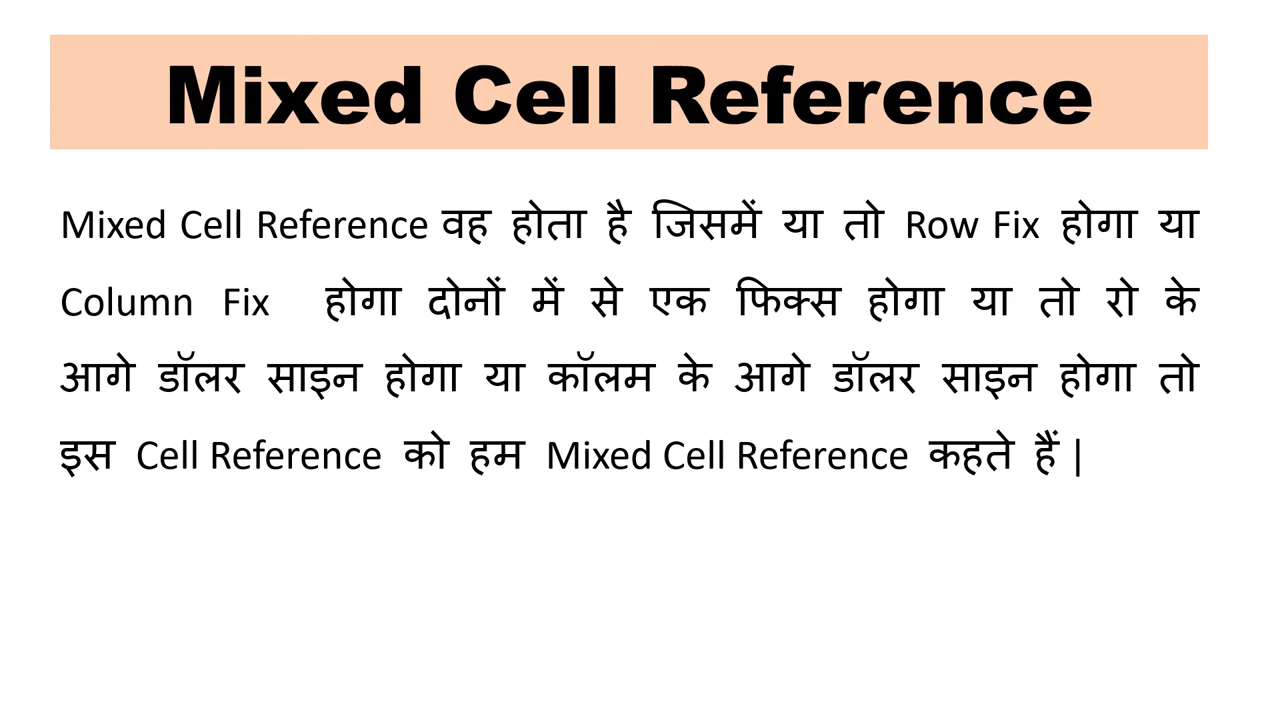 Mixed Cell Reference
Mixed Cell Reference वह होता है जिसमें या तो Row Fix होगा या
Column Fix होगा दोनों में से एक फिक्स होगा या तो रो के
आगे डॉलर साइन होगा या कॉलम के आगे डॉलर साइन होगा तो
इस Cell Reference को हम Mixed Cell Reference कहते हैं |